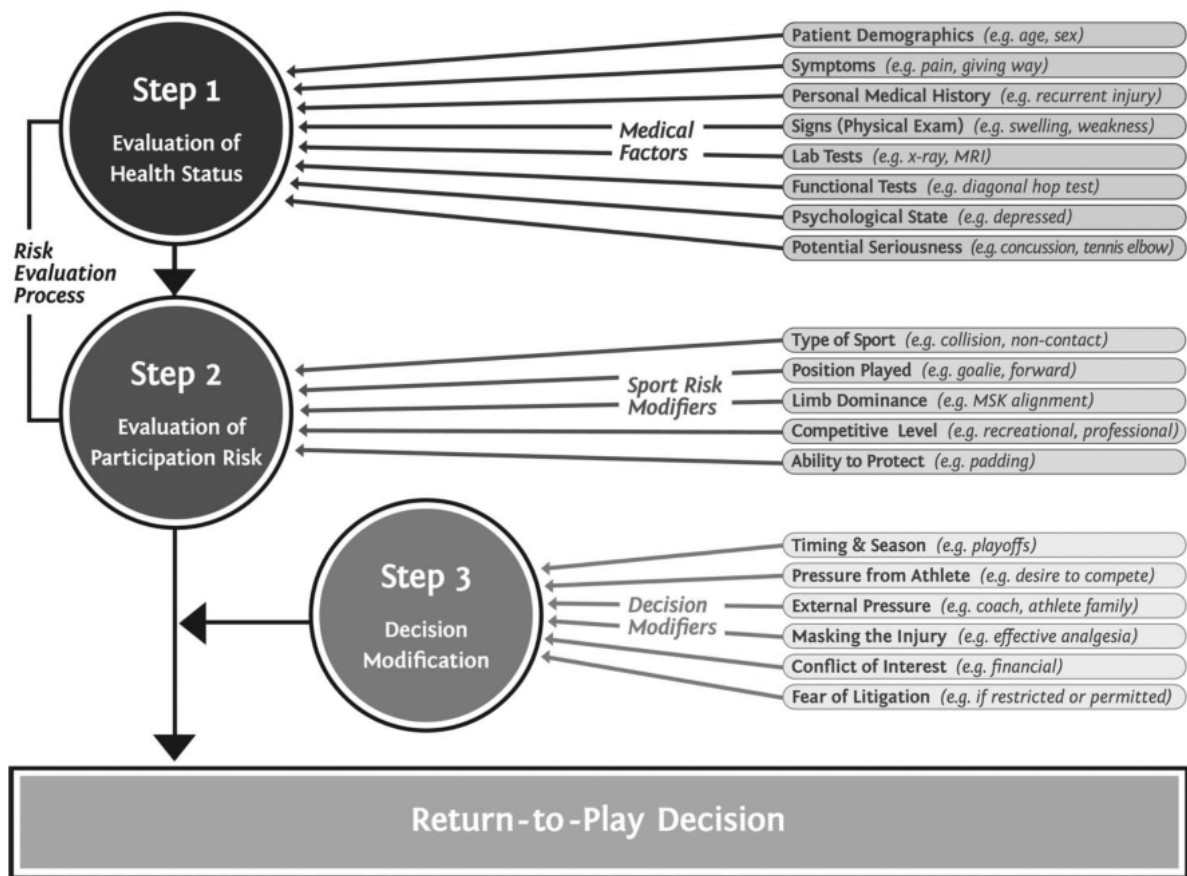 Step 1
Evaluation of
Health Status
Medical
Factors
Patient Demographics (e.g. age, sex)
Symptoms (e.g. pain, giving way)
Personal Medical History (e.g. recurrent injury)
Signs (Physical Exam) (e.g. swelling, weakness)
Lab Tests (e.g. x-ray, MRI)
Functional Tests (e.g. diagonal hop test)
Psychological State (e.g. depressed)
Potential Seriousness (e.g. concussion, tennis elbow)
Risk
Evaluation
Process
Step 2
Evaluation of
Participation Risk
Sport Risk
Modifiers
Type of Sport (e.g. collision, non-contact)
Position Played (e.g. goalie, forward)
Limb Dominance (e.g. MSK alignment)
Competitive Level (e.g. recreational, professional)
Ability to Protect (e.g. padding)
Step 3
Decision
Modification
Decision
Modifiers
Timing & Season (e.g. playoffs)
Pressure from Athlete (e.g. desire to compete)
External Pressure (e.g. coach, athlete family)
Masking the Injury (e.g. effective analgesia)
Conflict of Interest (e.g. financial)
Fear of Litigation (e.g. if restricted or permitted)
Return-to-Play Decision